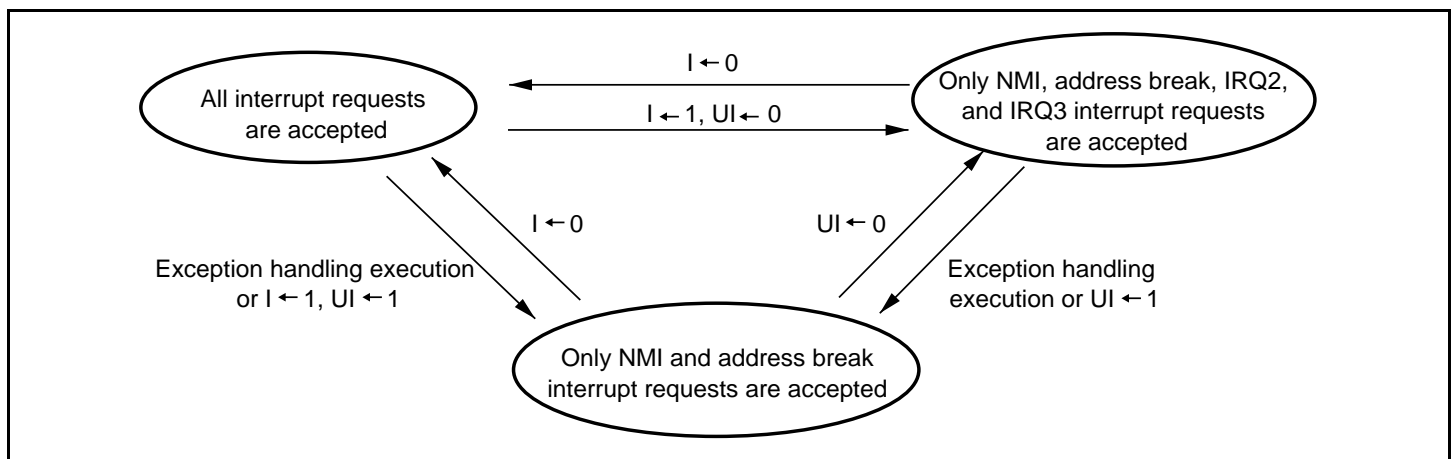 All interrupt requests
are accepted
I ← 0
I ← 1, UI ← 0
Only NMI, address break, IRQ2,
and IRQ3 interrupt requests
are accepted
I ← 0
UI ← 0
Exception handling execution
or I ← 1, UI ← 1
Exception handling
execution or UI ← 1
Only NMI and address break
interrupt requests are accepted